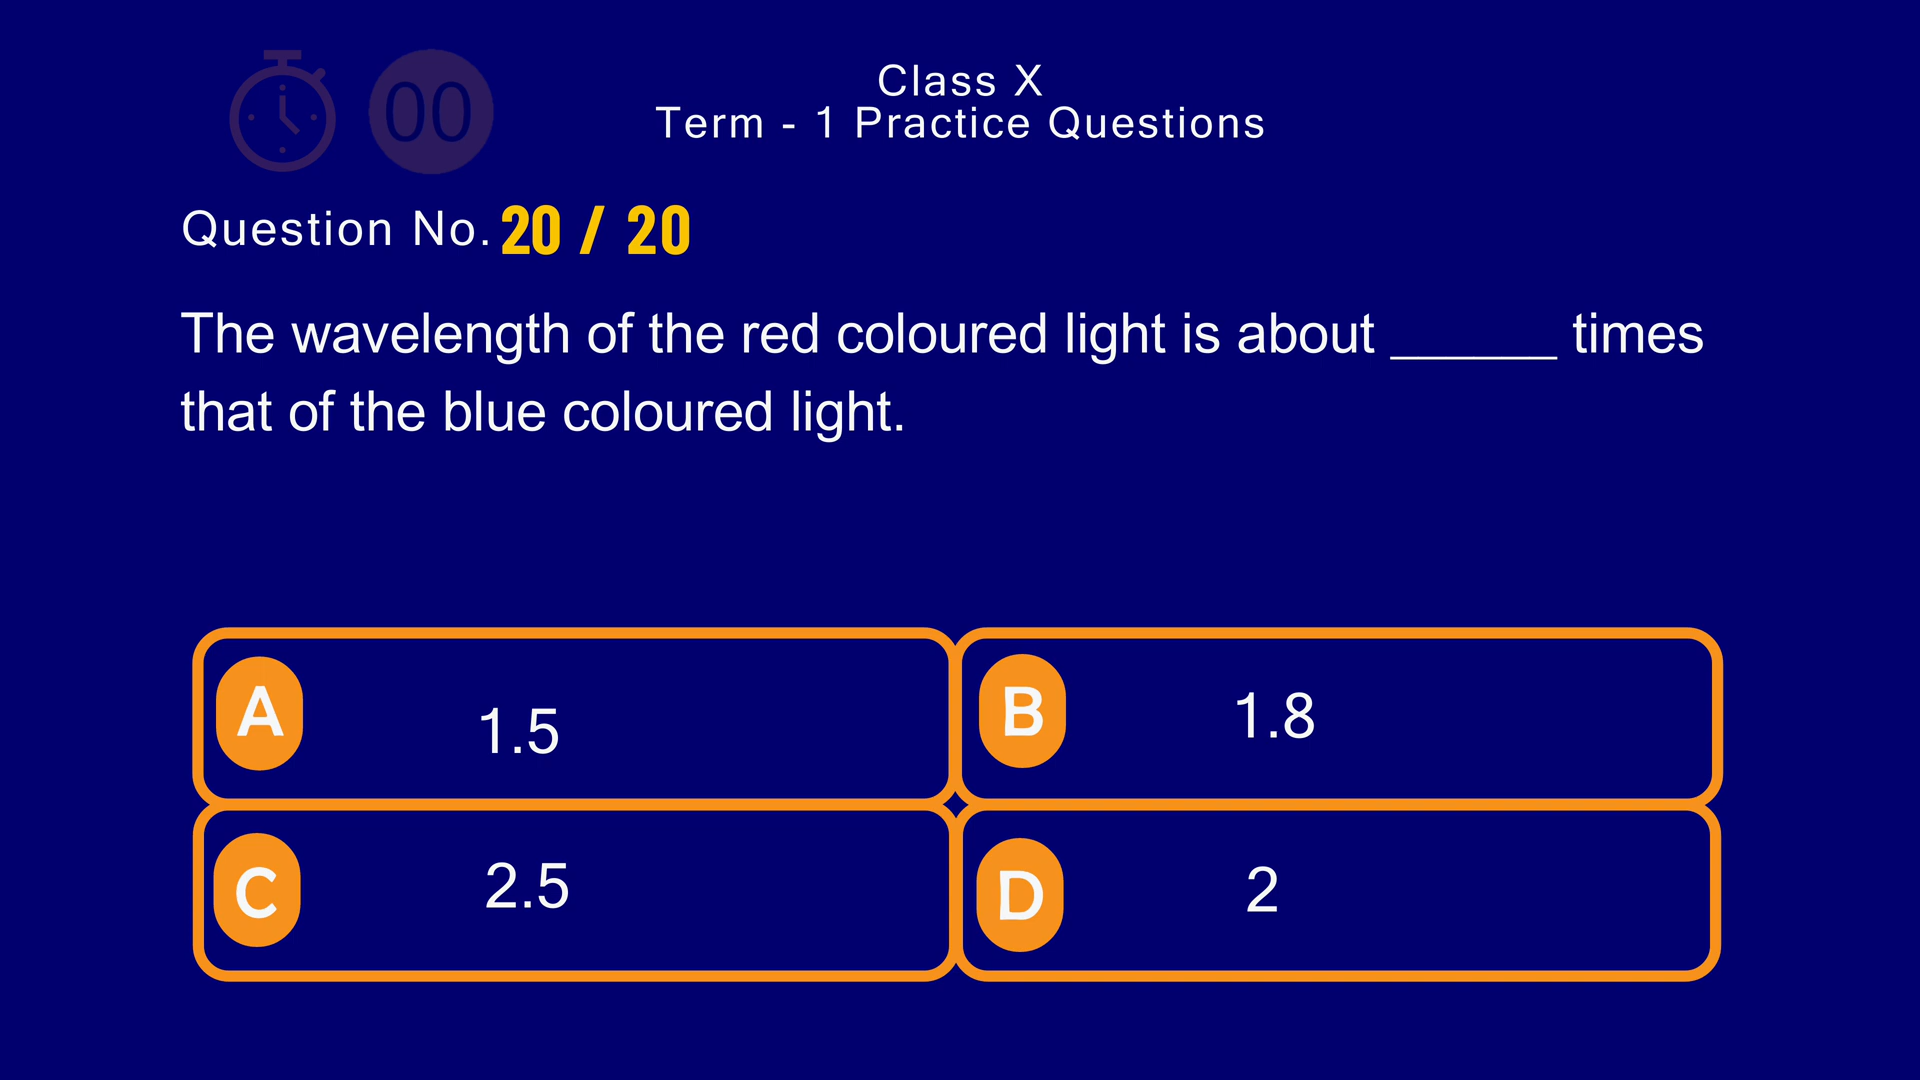 00
Class X
Term - 1 Practice Questions
Question No. 20 / 20
The wavelength of the red coloured light is about ______ times
that of the blue coloured light.
A 1.5
B 1.8
C 2.5
D 2